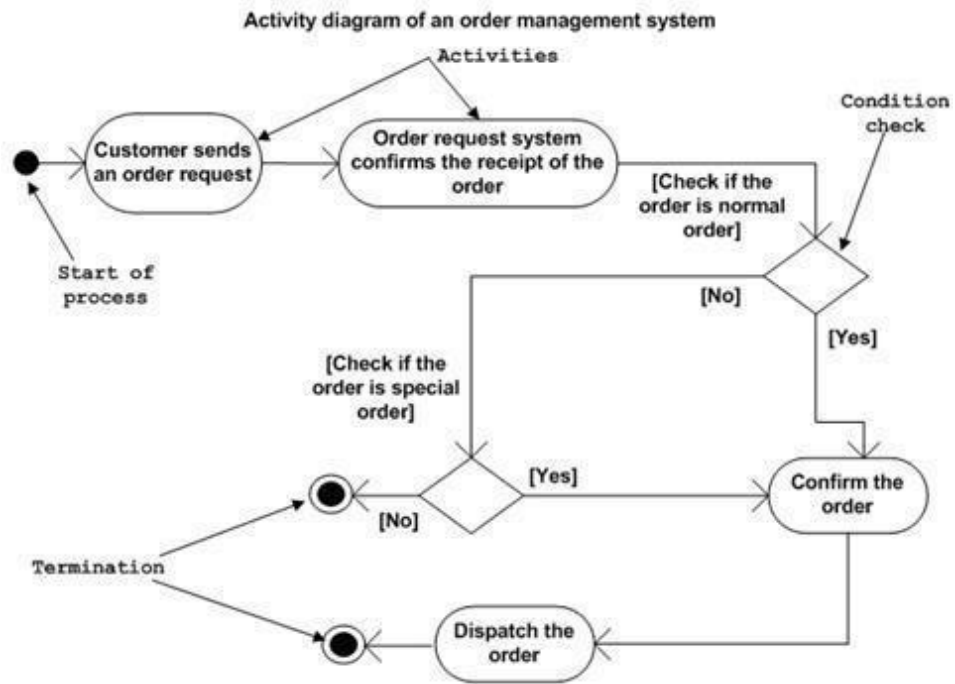 Activity diagram of an order management system
Activities
Condition
check
Customer sends
an order request
Order request system
confirms the receipt of the
order
[Check if the
order is normal
order]
Start of
process
[No]
[Yes]
[Check if the
order is special
order]
[Yes]
[No]
Confirm the
order
Termination
Dispatch the
order